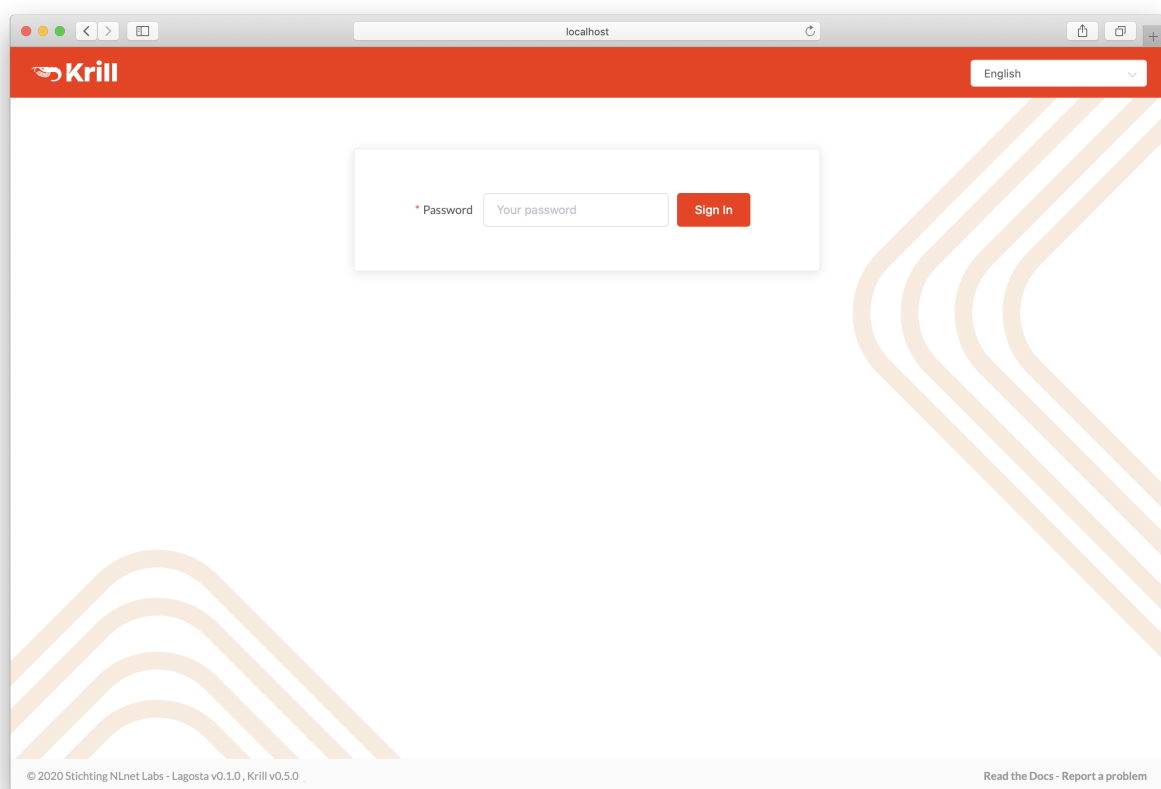 localhost
Krill
English
* Password
Your password
Sign In
© 2020 Stichting NLnet Labs - Lagosta v0.1.0 , Krill v0.5.0
Read the Docs - Report a problem